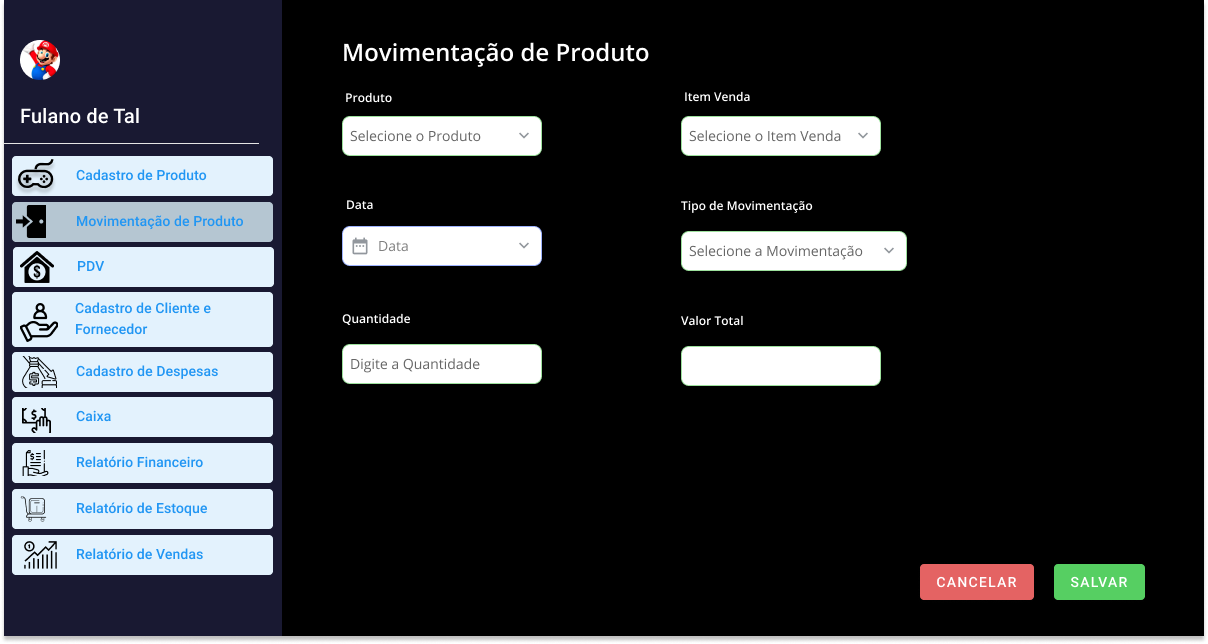 Fulano de Tal
Cadastro de Produto
Movimentação de Produto
PDV
Cadastro de Cliente e
Fornecedor
Cadastro de Despesas
Caixa
Relatório Financeiro
Relatório de Estoque
Relatório de Vendas
Movimentação de Produto
Produto
Item Venda
Selecione o Produto
Selecione o Item Venda
Data
Tipo de Movimentação
Data
Selecione a Movimentação
Quantidade
Valor Total
Digite a Quantidade
CANCELAR
SALVAR